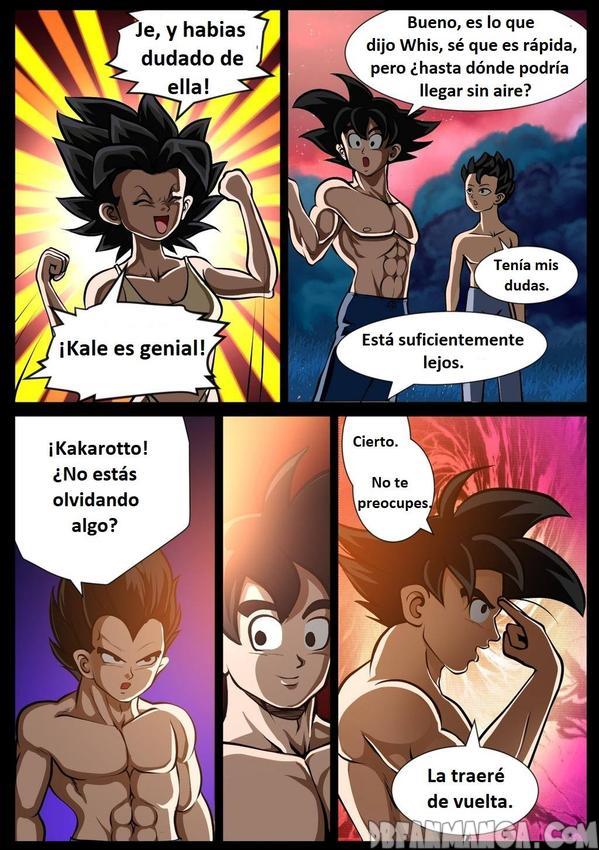 Je, y habias
dudado de
ella!
¡Kale es genial!
Bueno, es lo que
dijo Whis, sé que es rápida,
pero ¿hasta dónde podría
llegar sin aire?
Tenía mis
dudas.
Está suficientemente
lejos.
¡Kakarotto!
¿No estás
olvidando
algo?
Cierto.
No te
preocupes.
La traeré
de vuelta.
DBFANMANGA.COM